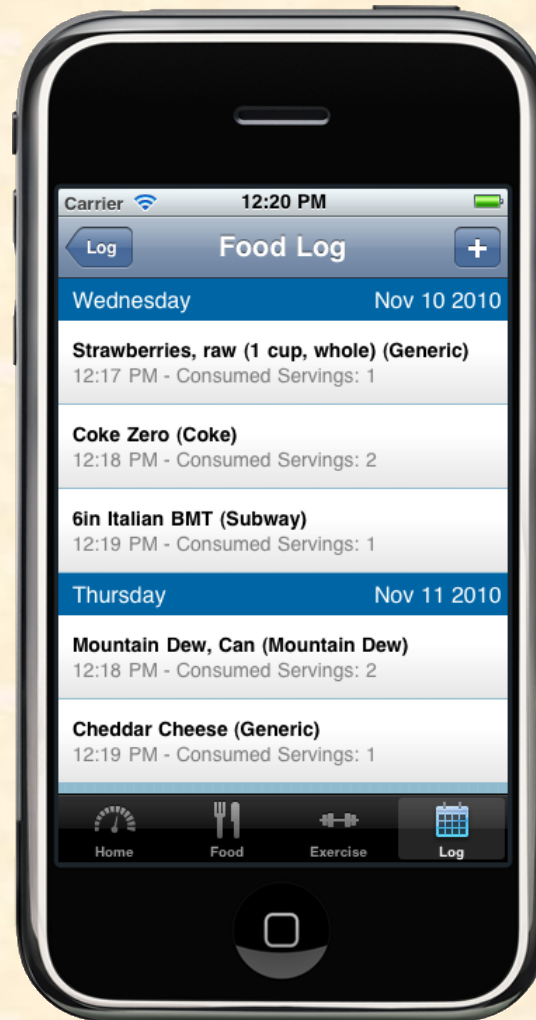 Carrier 12:20 PM
Log Food Log +
Wednesday Nov 10 2010
Strawberries, raw (1 cup, whole) (Generic)
12:17 PM - Consumed Servings: 1
Coke Zero (Coke)
12:18 PM - Consumed Servings: 2
6in Italian BMT (Subway)
12:19 PM - Consumed Servings: 1
Thursday Nov 11 2010
Mountain Dew, Can (Mountain Dew)
12:18 PM - Consumed Servings: 2
Cheddar Cheese (Generic)
12:19 PM - Consumed Servings: 1
Home Food Exercise Log